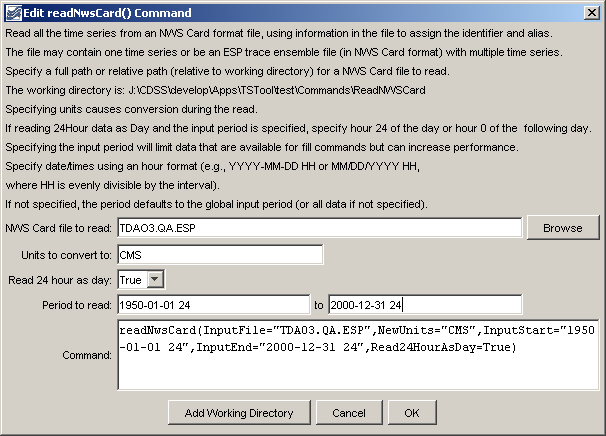 Edit readNwsCard() Command
Read all the time series from an NWS Card format file, using information in the file to assign the identifier and alias.
The file may contain one time series or be an ESP trace ensemble file (in NWS Card format) with multiple time series.
Specify a full path or relative path (relative to working directory) for a NWS Card file to read.
The working directory is: J:\CDSS\develop\Apps\TSTool\test\Commands\ReadNWSCard
Specifying units causes conversion during the read.
If reading 24Hour data as Day and the input period is specified, specify hour 24 of the day or hour 0 of the  following day.
Specifying the input period will limit data that are available for fill commands but can increase performance.
Specify date/times using an hour format (e.g., YYYY-MM-DD HH or MM/DD/YYYY HH,
where HH is evenly divisible by the interval).
If not specified, the period defaults to the global input period (or all data if not specified).
NWS Card file to read: TDAO3.QA.ESP Browse
Units to convert to: CMS
Read 24 hour as day: True
Period to read: 1950-01-01 24 to 2000-12-31 24
Command: readNwsCard(InputFile="TDAO3.QA.ESP",NewUnits="CMS",InputStart="1950
-01-01 24",InputEnd="2000-12-31 24",Read24HourAsDay=True)
Add Working Directory Cancel OK